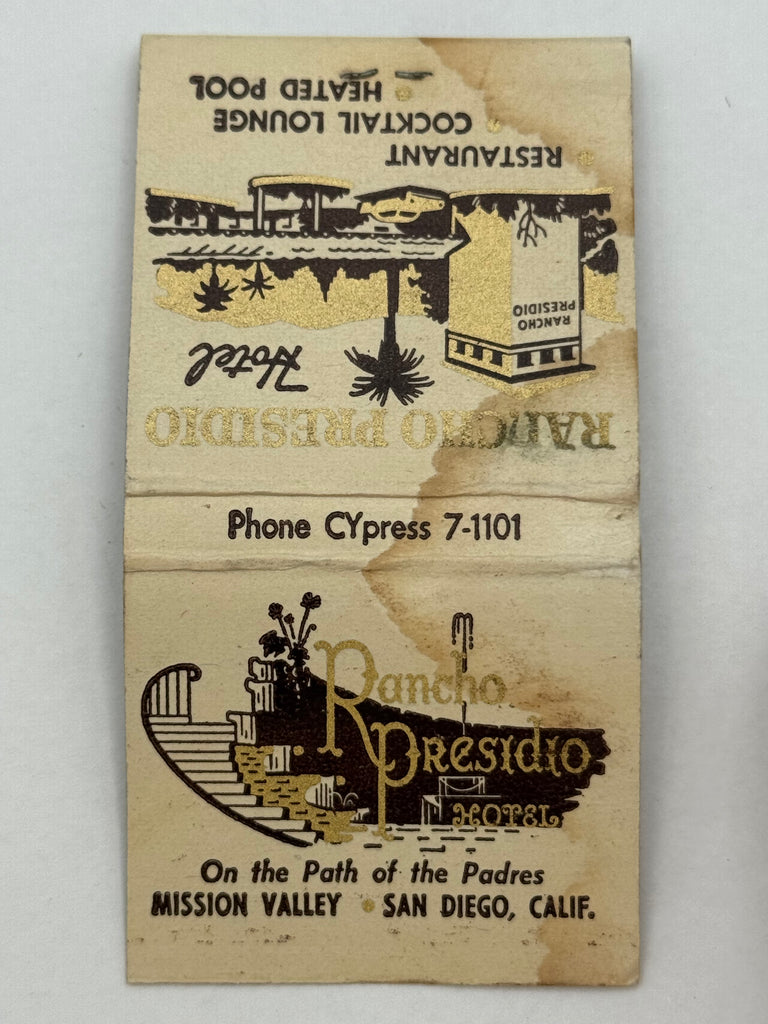 RANCHO PRESIDIO
Hotel
RANCHO
PRESIDIO
RESTAURANT
COCKTAIL LOUNGE
HEATED POOL
Phone CYpress 7-1101
Rancho
Presidio
HOTEL
On the Path of the Padres
MISSION VALLEY • SAN DIEGO, CALIF.